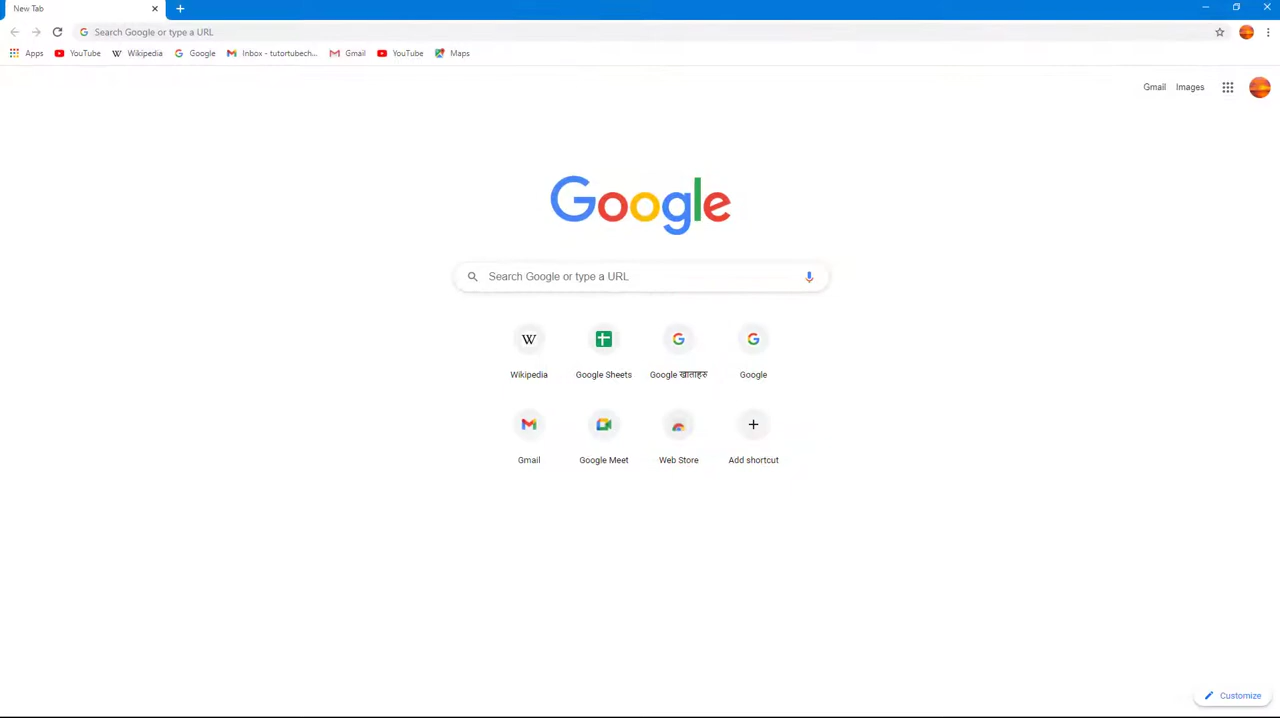 New Tab
Search Google or type a URL
Apps YouTube Wikipedia Google Inbox - tutortubech... Gmail YouTube Maps
Gmail Images
Google
Search Google or type a URL
Wikipedia Google Sheets Google खाताहरु Google
Gmail Google Meet Web Store Add shortcut
Customize